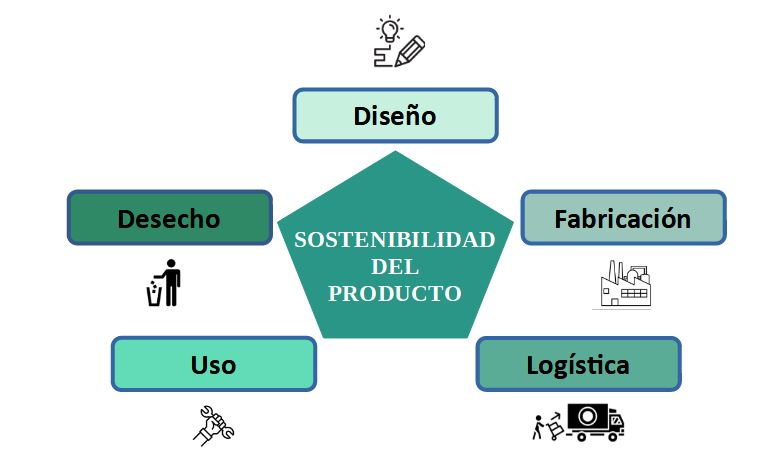 Diseño
Desecho
Fabricación
SOSTENIBILIDAD
DEL
PRODUCTO
Uso
Logística